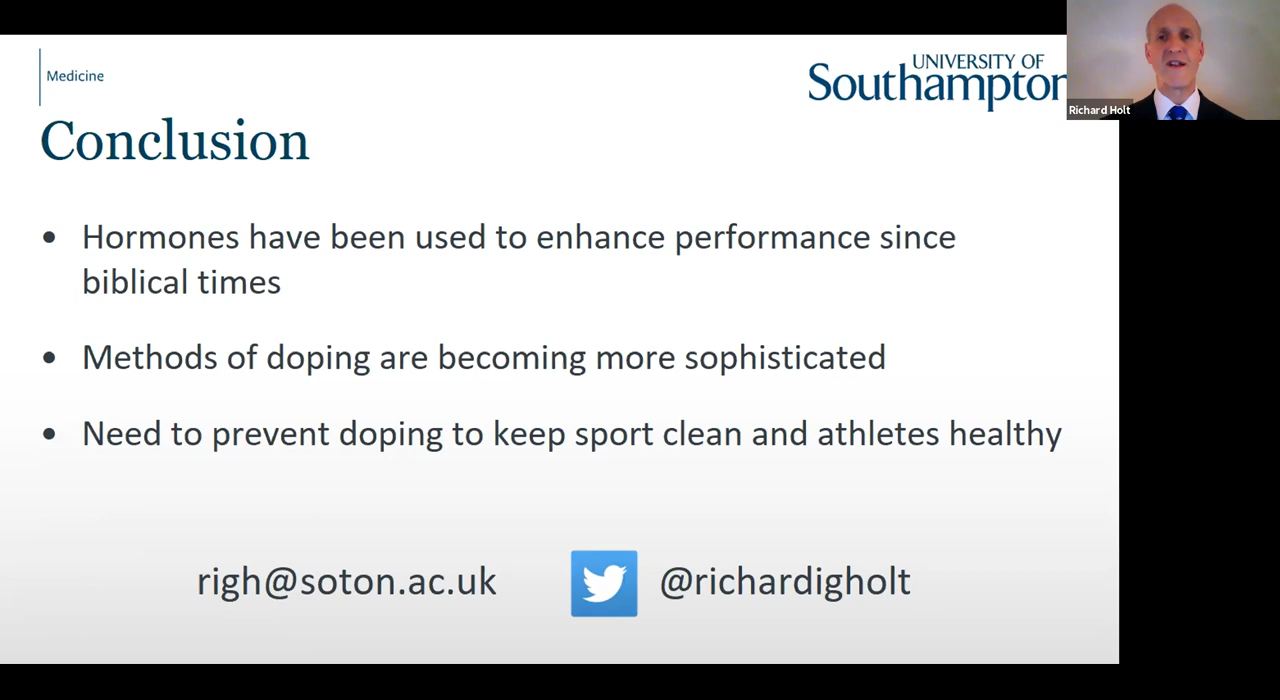 Medicine
UNIVERSITY OF
Southampton
Richard Holt
Conclusion
• Hormones have been used to enhance performance since
biblical times
• Methods of doping are becoming more sophisticated
• Need to prevent doping to keep sport clean and athletes healthy
righ@soton.ac.uk
@richardigholt